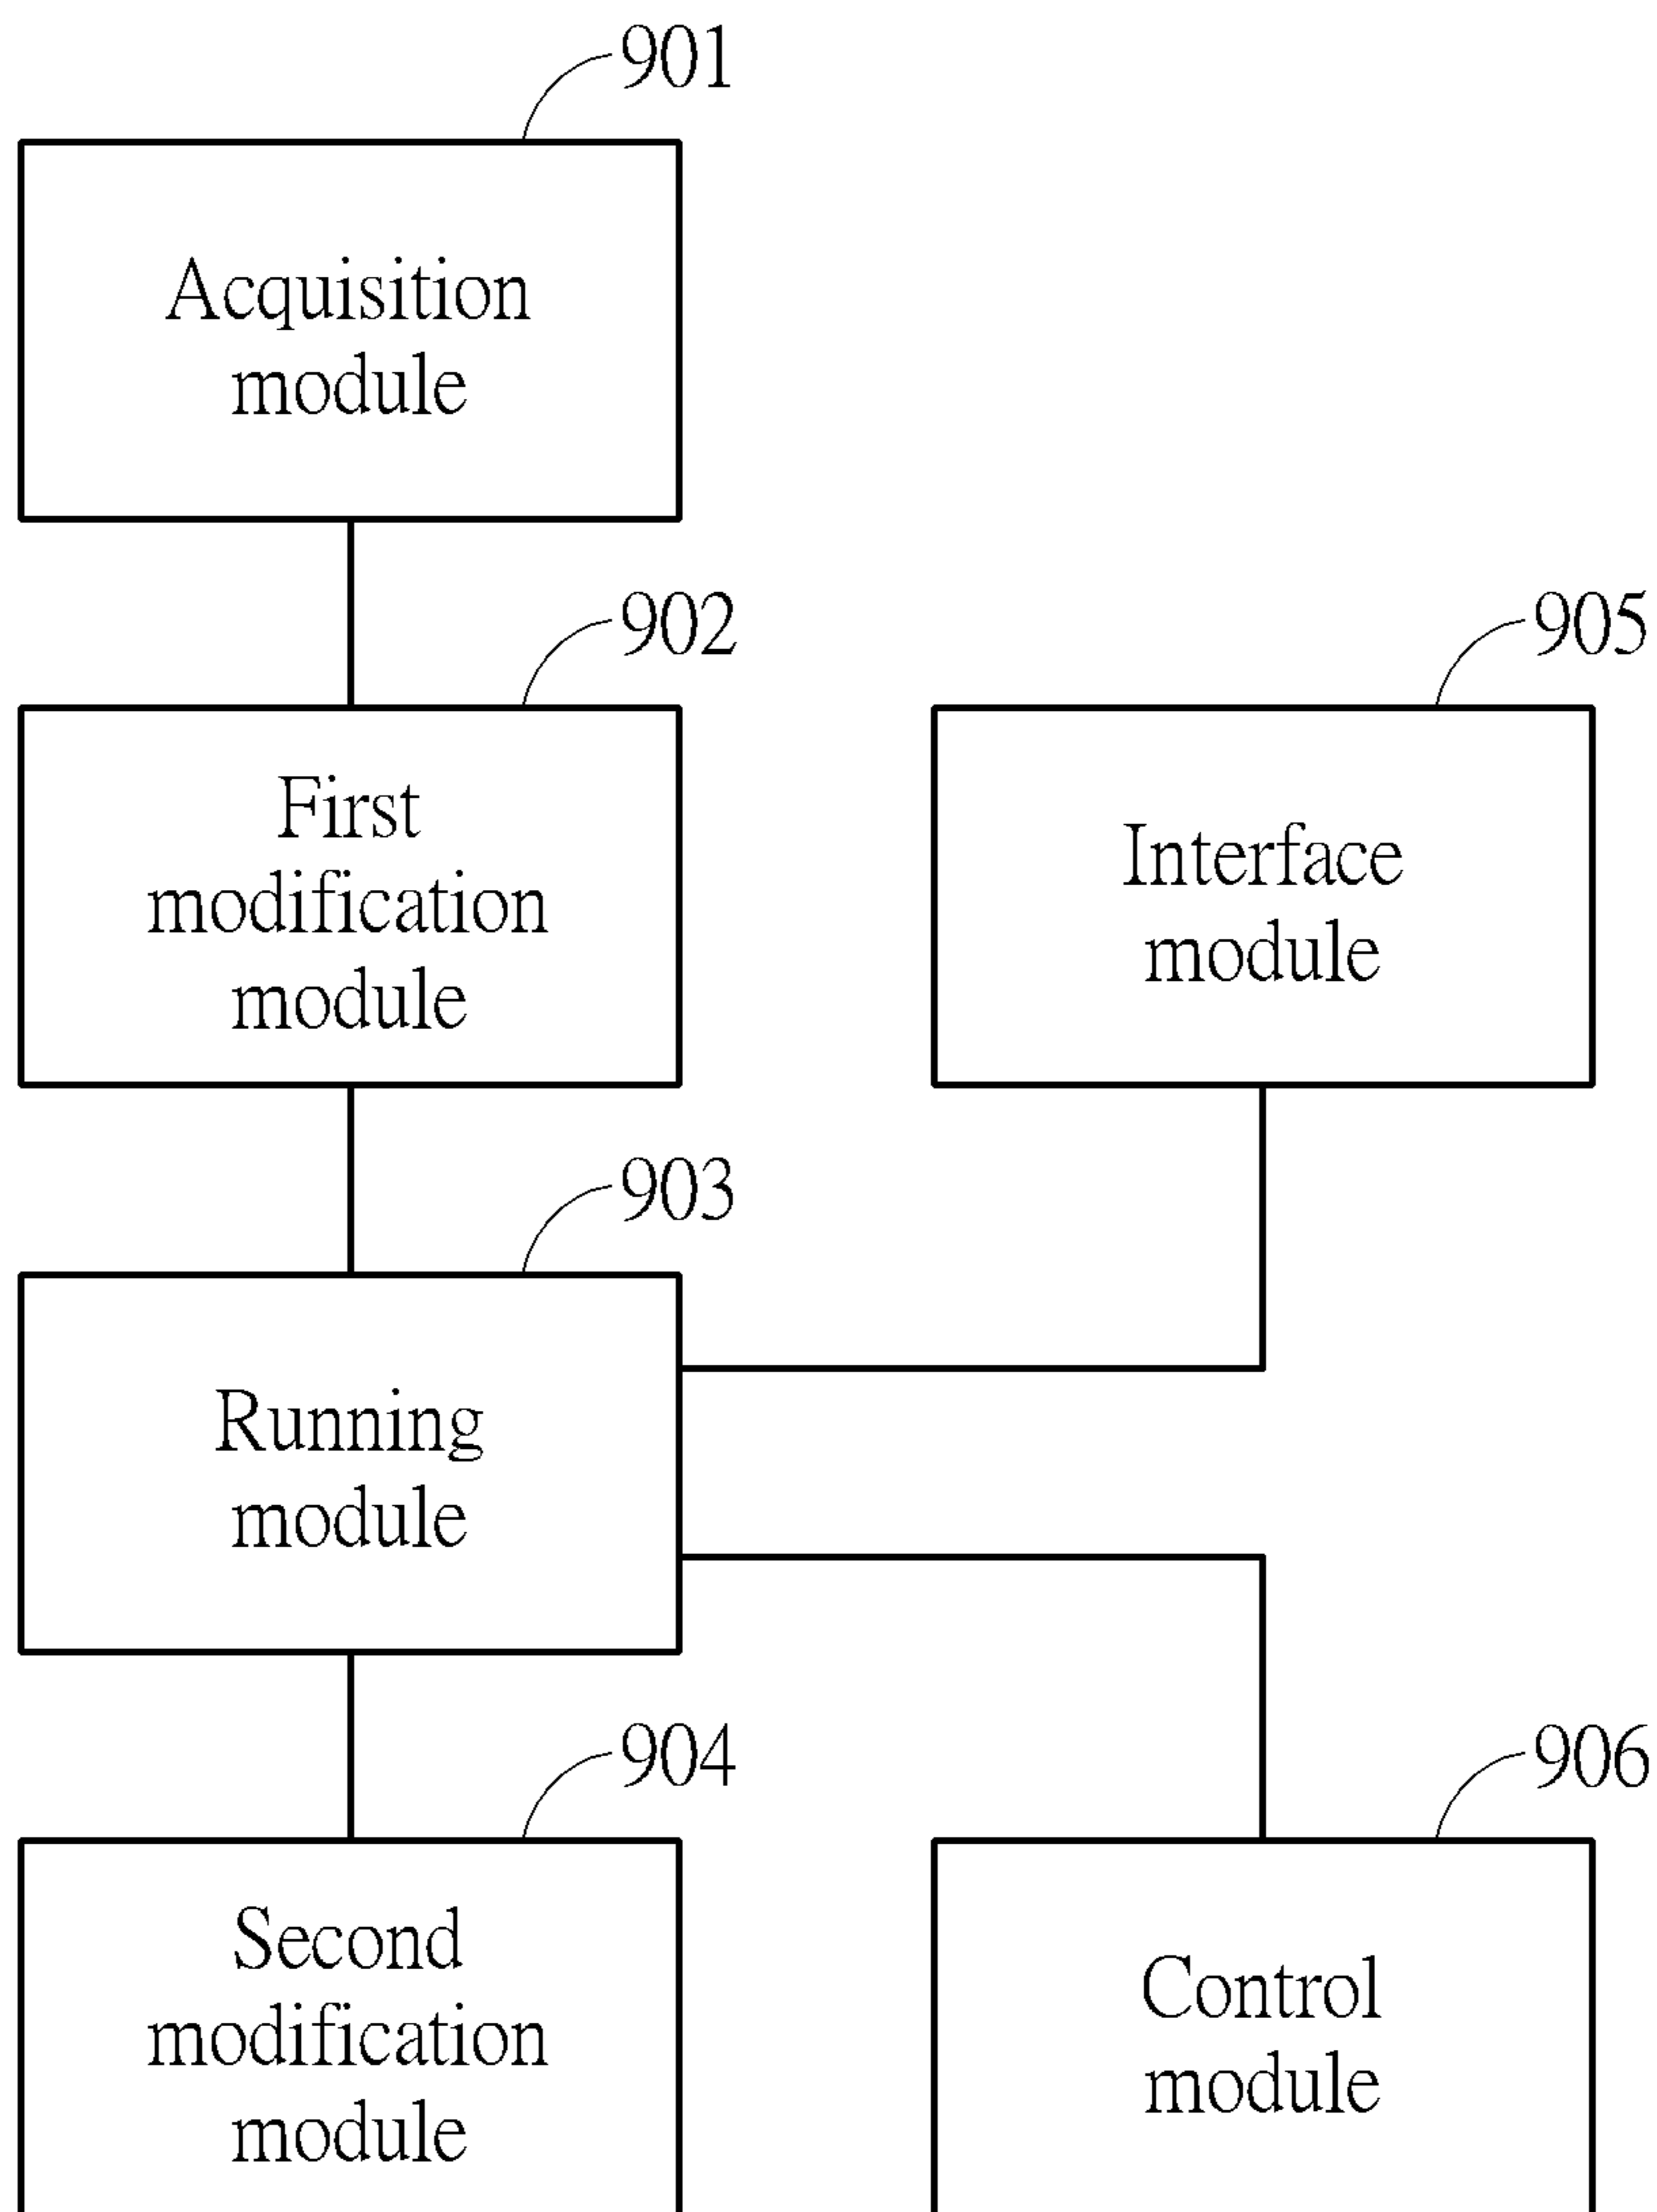 901
Acquisition
module
902
First
modification
module
905
Interface
module
903
Running
module
904
Second
modification
module
906
Control
module